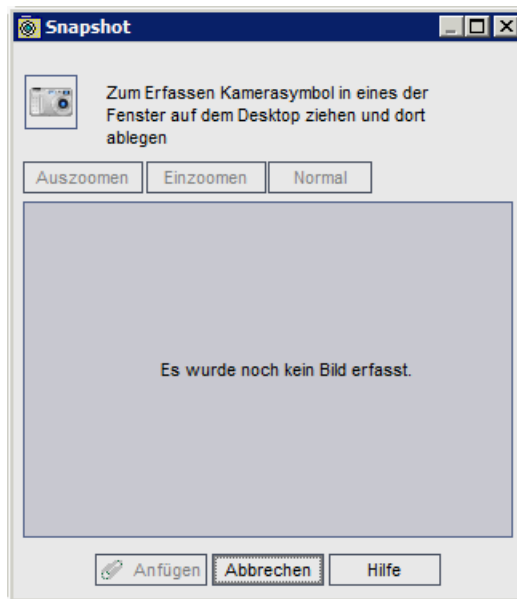 Snapshot
Zum Erfassen Kamerasymbol in eines der
Fenster auf dem Desktop ziehen und dort
ablegen
Auszoomen Einzoomen Normal
Es wurde noch kein Bild erfasst.
Anfügen Abbrechen Hilfe